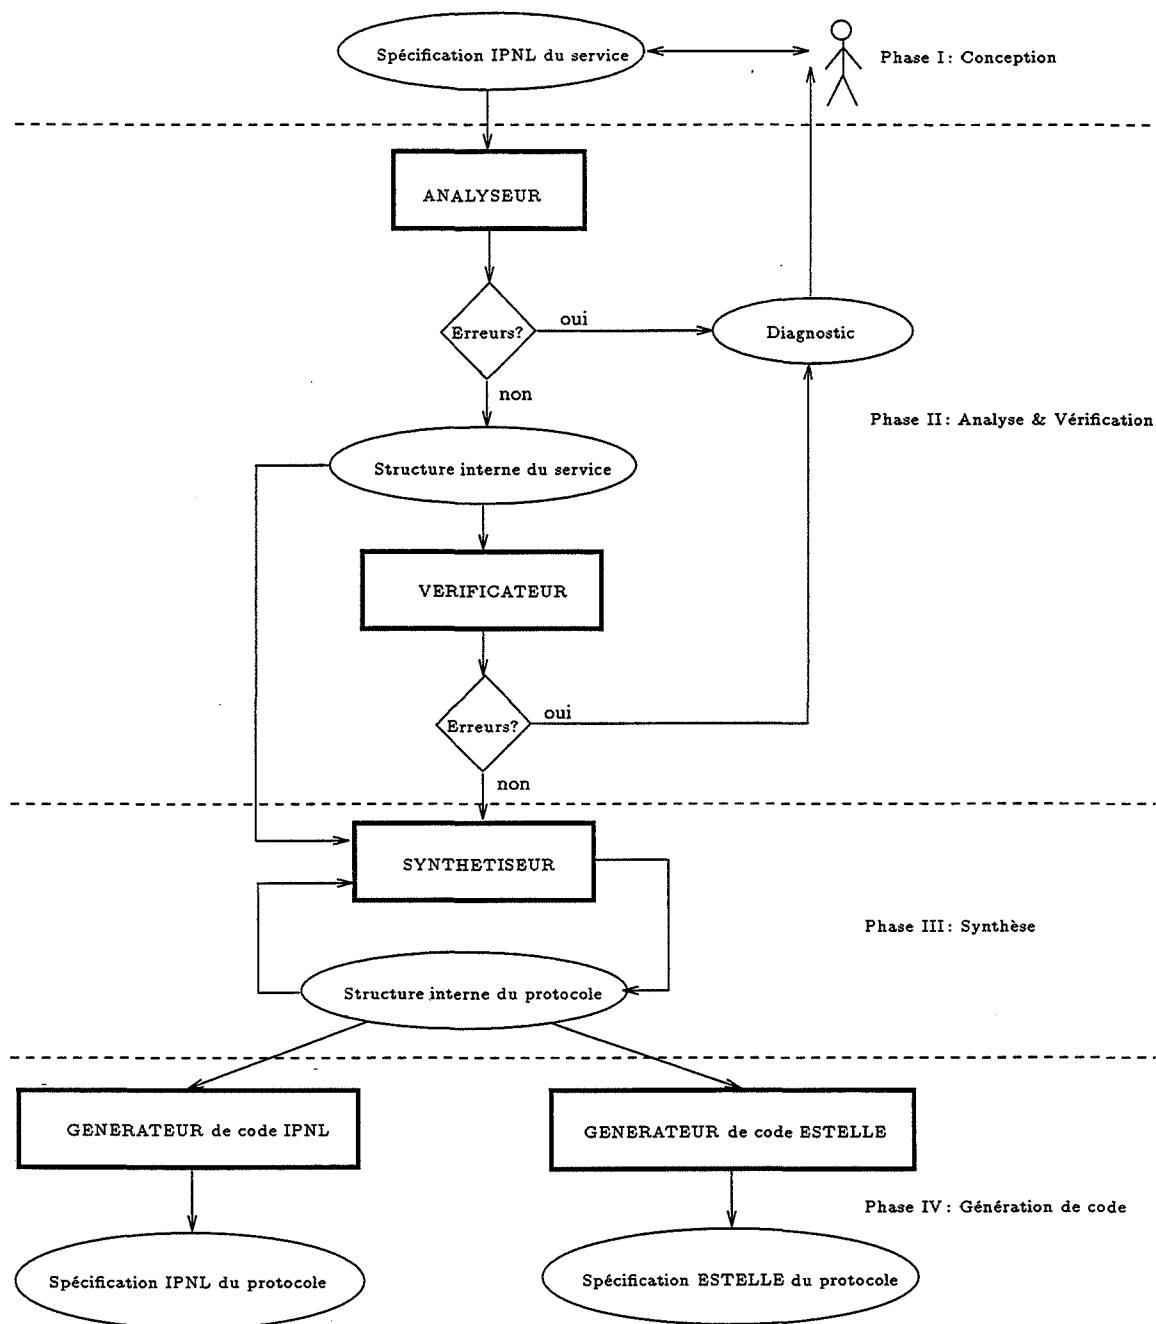 Spécification IPNL du service
Phase I: Conception
ANALYSEUR
Erreurs?
oui
Diagnostic
non
Phase II: Analyse & Vérification
Structure interne du service
VERIFICATEUR
Erreurs?
oui
non
SYNTHETISEUR
Phase III: Synthèse
Structure interne du protocole
GENERATEUR de code IPNL
GENERATEUR de code ESTELLE
Phase IV: Génération de code
Spécification IPNL du protocole
Spécification ESTELLE du protocole